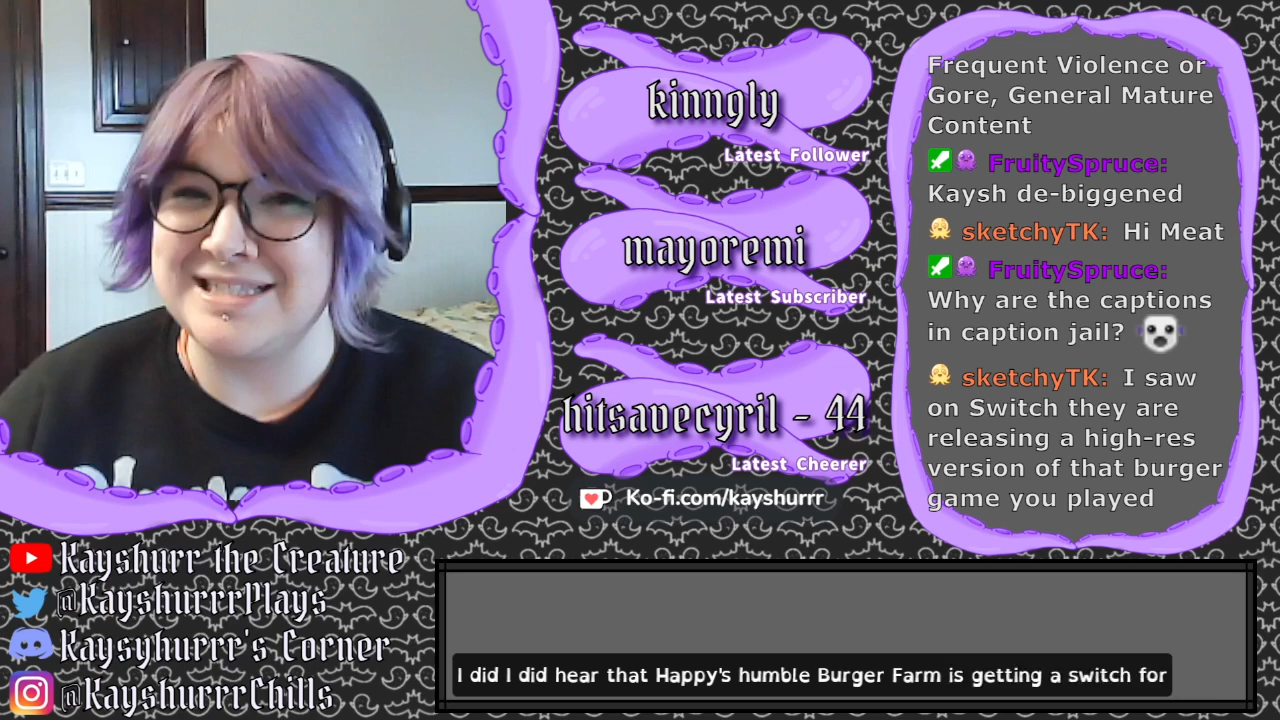 kinngly
Latest Follower
mayoremi
Latest Subscriber
hitsavecyril - 44
Latest Cheerer
Ko-fi.com/kayshurrr
Frequent Violence or
Gore, General Mature
Content
FruitySpruce:
Kaysh de-biggened
sketchyTK: Hi Meat
FruitySpruce:
Why are the captions
in caption jail?
sketchyTK: I saw
on Switch they are
releasing a high-res
version of that burger
game you played
Kayshurr the Creature
@KayshurrrPlays
Kaysyhurrr's Corner
@KayshurrrChills
I did I did hear that Happy's humble Burger Farm is getting a switch for